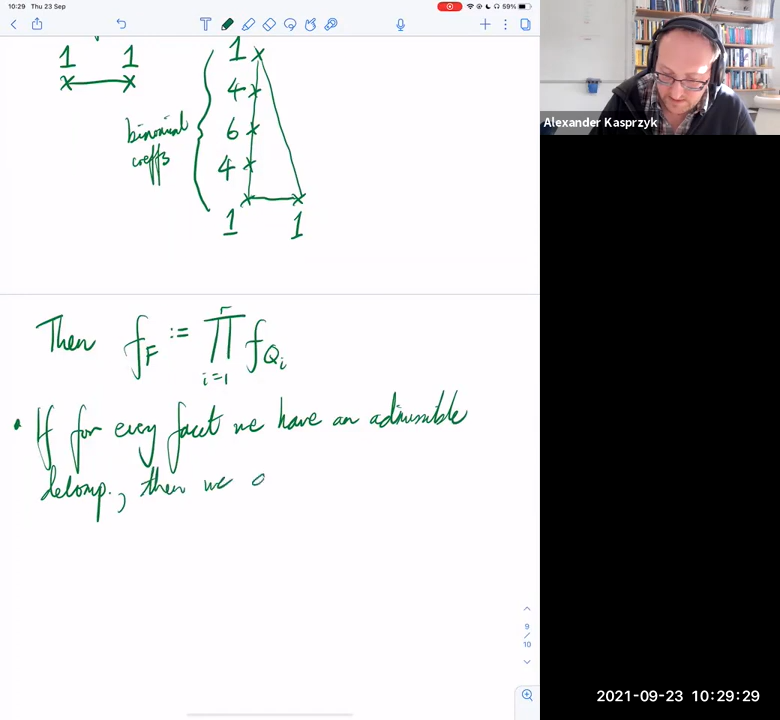 10:29 Thu 23 Sep
59%
1 1
1
4
6
4
1 1
binomial
coeffs
Then f_F := ∏_{i=1}^{r} f_{Q_i}
• If for every facet we have an admissible
decomp., then we o
9
/
10
Alexander Kasprzyk
2021-09-23 10:29:29